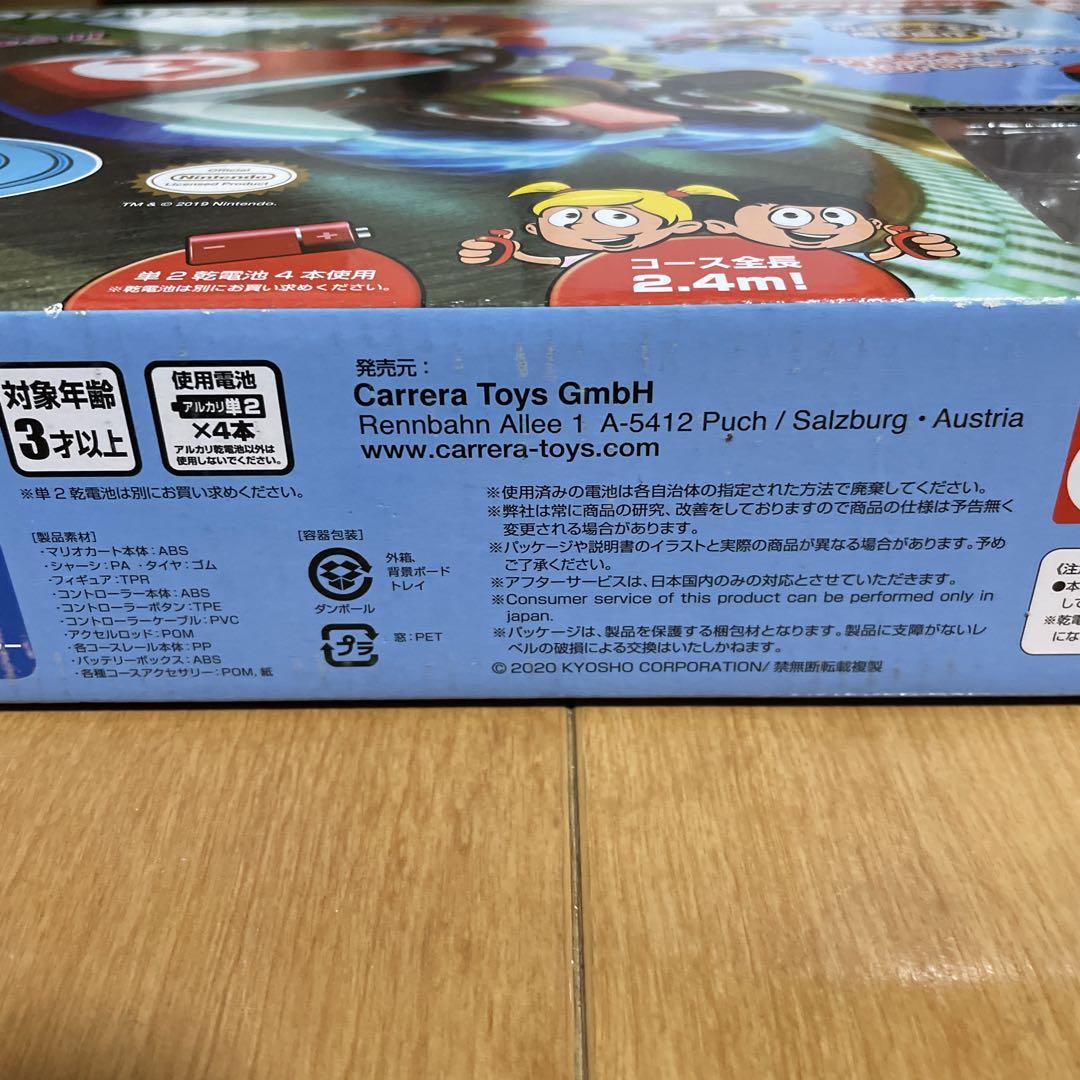 Official
Nintendo
Licensed Product
TM & © 2019 Nintendo.
単2乾電池4本使用
※乾電池は別にお買い求めください。
コース全長
2.4m!
対象年齢
3才以上
使用電池
アルカリ単2
×4本
アルカリ乾電池以外は
使用しないでください。
※単2乾電池は別にお買い求めください。
発売元：
Carrera Toys GmbH
Rennbahn Allee 1 A-5412 Puch / Salzburg・Austria
www.carrera-toys.com
[製品素材]
・マリオカート本体：ABS
・シャーシ：PA ・タイヤ：ゴム
・フィギュア：TPR
・コントローラー本体：ABS
・コントローラーボタン：TPE
・コントローラーケーブル：PVC
・アクセルロッド：POM
・各コースレール本体：PP
・バッテリーボックス：ABS
・各種コースアクセサリー：POM, 紙
[容器包装]
外箱、
背景ボード
トレイ
ダンボール
プラ
窓：PET
※使用済みの電池は各自治体の指定された方法で廃棄してください。
※弊社は常に商品の研究、改善をしておりますので商品の仕様は予告無く
変更される場合があります。
※パッケージや説明書のイラストと実際の商品が異なる場合があります。予め
ご了承ください。
※アフターサービスは、日本国内のみの対応とさせていただきます。
※Consumer service of this product can be performed only in
japan.
※パッケージは、製品を保護する梱包材となります。製品に支障がないレ
ベルの破損による交換はいたしかねます。
© 2020 KYOSHO CORPORATION/ 禁無断転載複製
●本
して
※乾電
にな